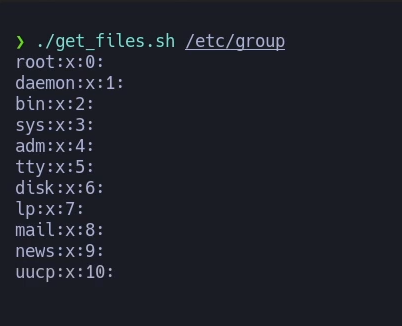 ❯ ./get_files.sh /etc/group
root:x:0:
daemon:x:1:
bin:x:2:
sys:x:3:
adm:x:4:
tty:x:5:
disk:x:6:
lp:x:7:
mail:x:8:
news:x:9:
uucp:x:10: